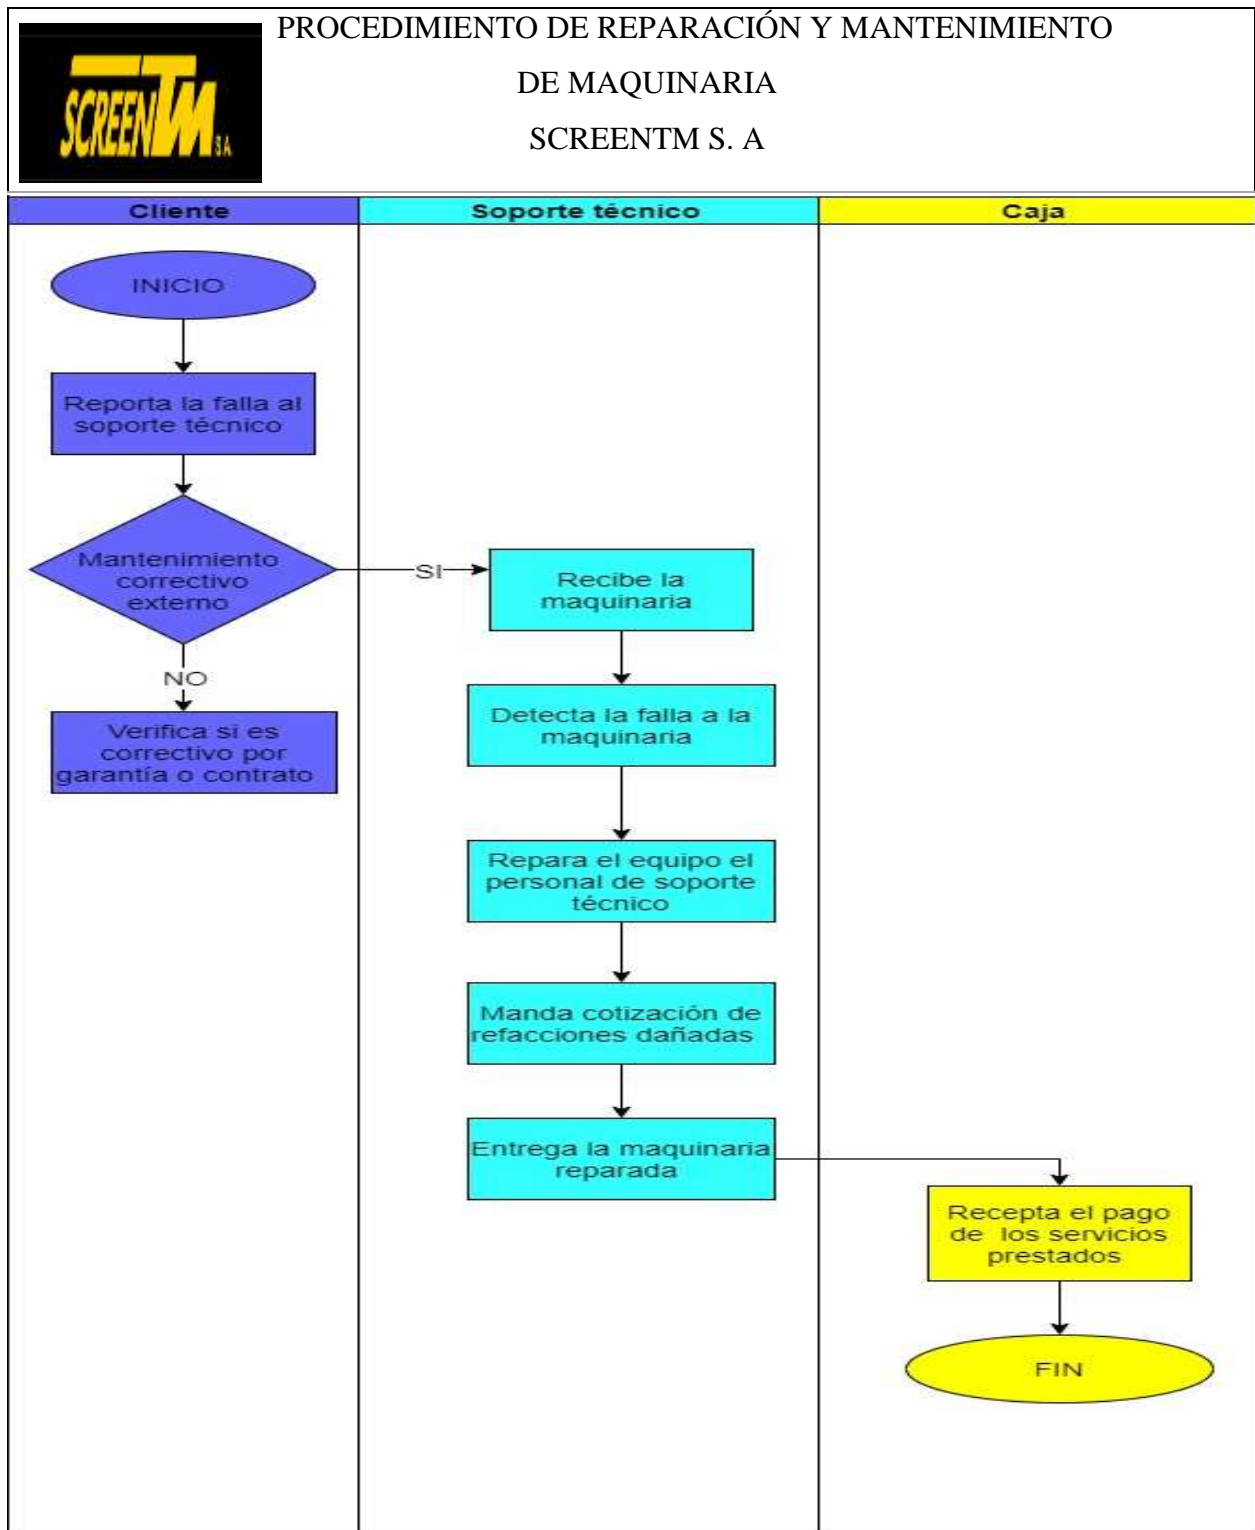 PROCEDIMIENTO DE REPARACIÓN Y MANTENIMIENTO
DE MAQUINARIA
SCREENTM S. A
SCREENTM S.A.
Cliente
Soporte técnico
Caja
INICIO
Reporta la falla al
soporte técnico
Mantenimiento
correctivo
externo
SI
NO
Verifica si es
correctivo por
garantía o contrato
Recibe la
maquinaria
Detecta la falla a la
maquinaria
Repara el equipo el
personal de soporte
técnico
Manda cotización de
refacciones dañadas
Entrega la maquinaria
reparada
Recepta el pago
de los servicios
prestados
FIN